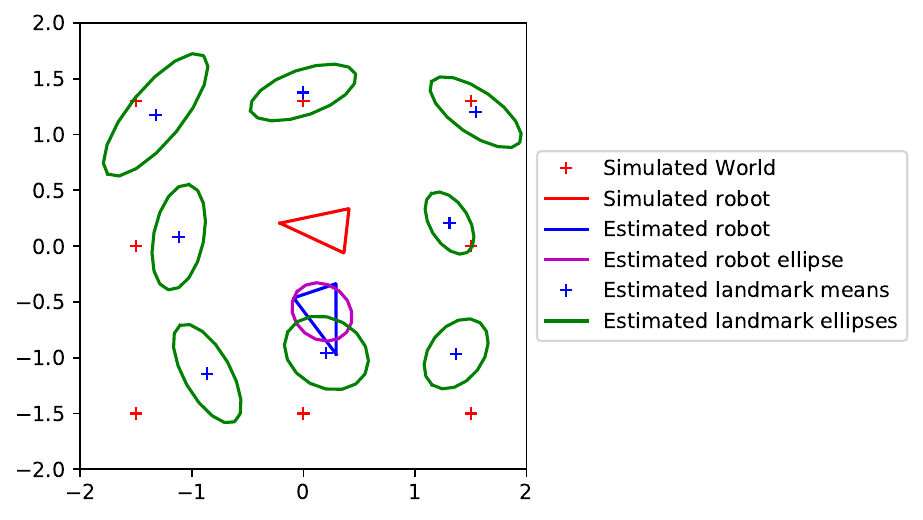 2.0
1.5
1.0
0.5
0.0
−0.5
−1.0
−1.5
−2.0
−2
−1
0
1
2
Simulated World
Simulated robot
Estimated robot
Estimated robot ellipse
Estimated landmark means
Estimated landmark ellipses